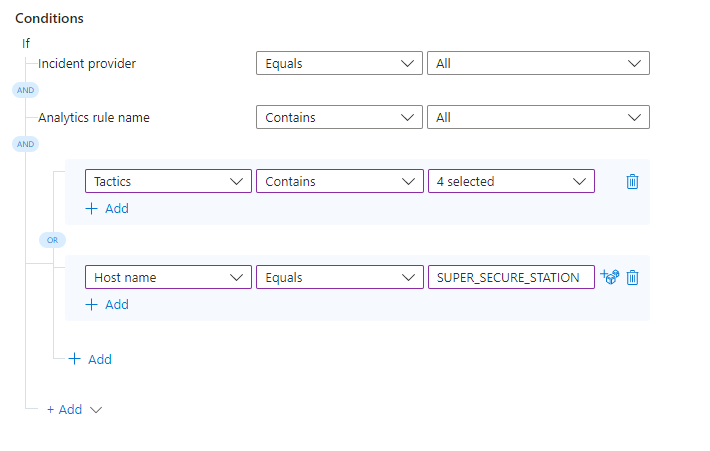 Conditions
If
Incident provider Equals All
AND
Analytics rule name Contains All
AND
Tactics Contains 4 selected
+ Add
OR
Host name Equals SUPER_SECURE_STATION
+ Add
+ Add
+ Add